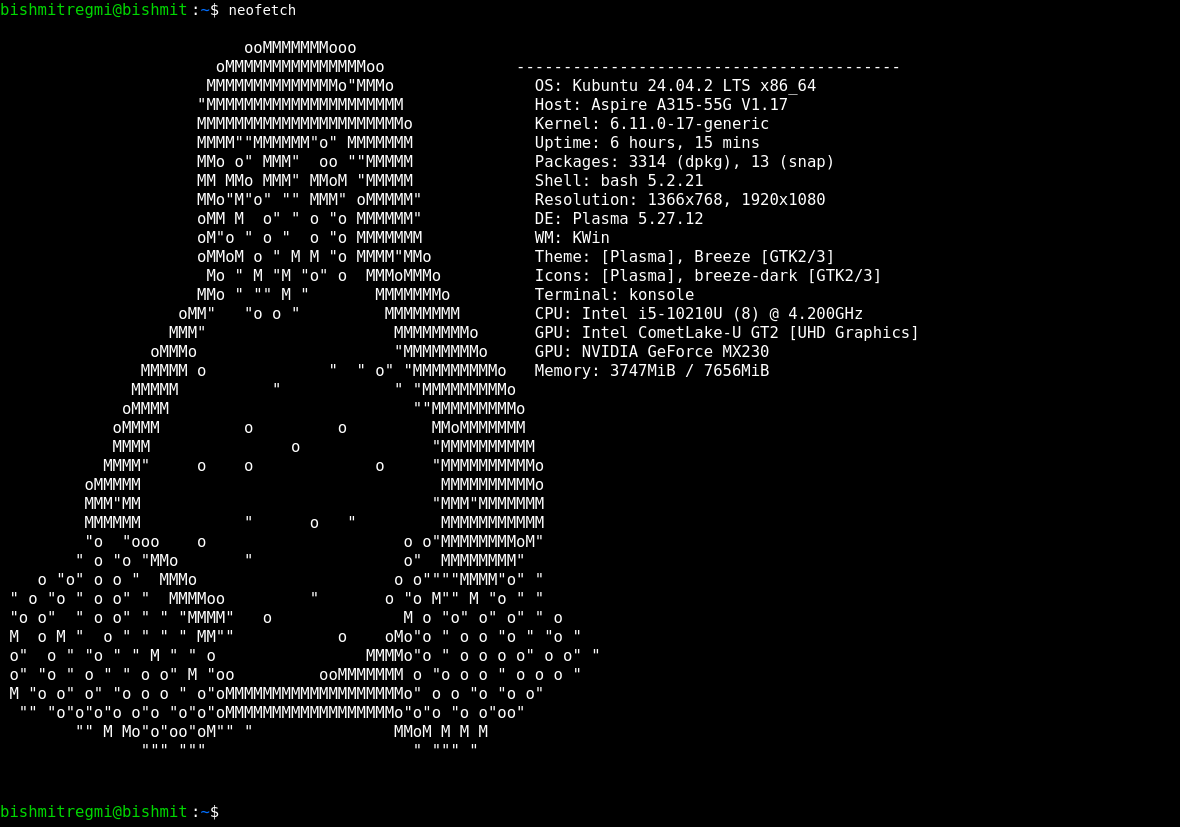 bishmitregmi@bishmit:~$ neofetch
----------------------------------------- 
OS: Kubuntu 24.04.2 LTS x86_64
Host: Aspire A315-55G V1.17
Kernel: 6.11.0-17-generic
Uptime: 6 hours, 15 mins
Packages: 3314 (dpkg), 13 (snap)
Shell: bash 5.2.21
Resolution: 1366x768, 1920x1080
DE: Plasma 5.27.12
WM: KWin
Theme: [Plasma], Breeze [GTK2/3]
Icons: [Plasma], breeze-dark [GTK2/3]
Terminal: konsole
CPU: Intel i5-10210U (8) @ 4.200GHz
GPU: Intel CometLake-U GT2 [UHD Graphics]
GPU: NVIDIA GeForce MX230
Memory: 3747MiB / 7656MiB
bishmitregmi@bishmit:~$